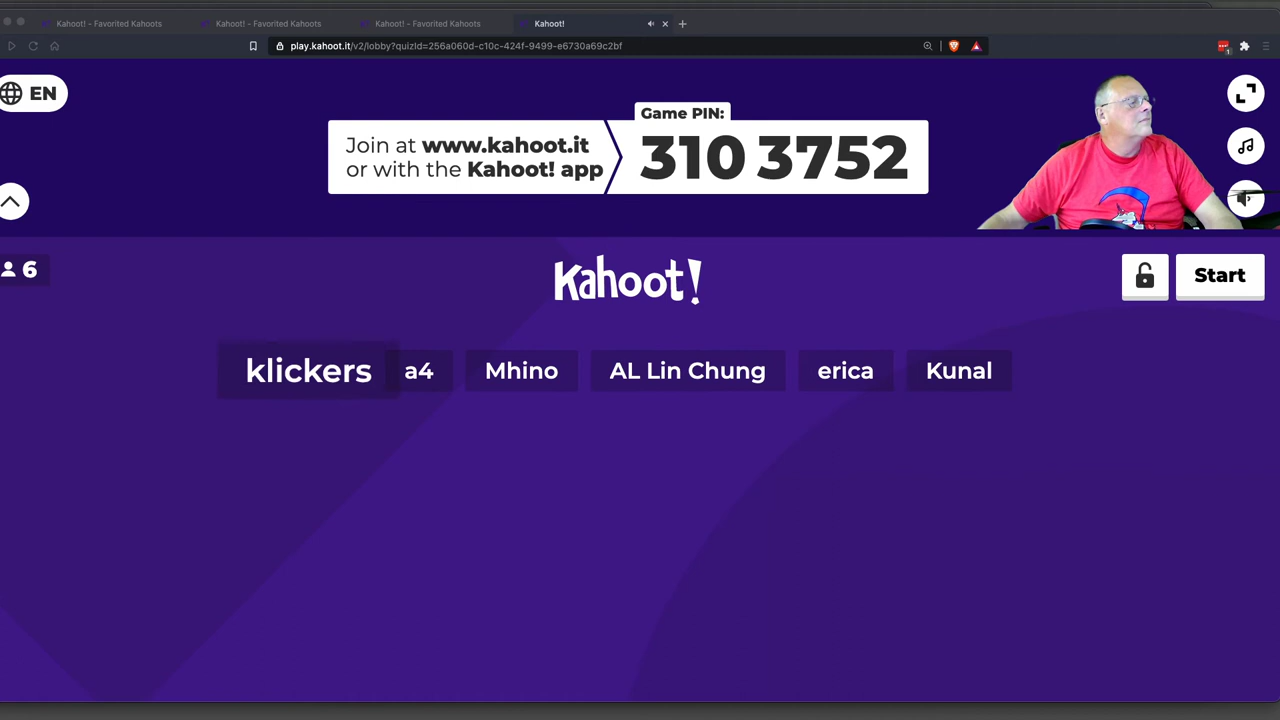 Kahoot! - Favorited Kahoots
Kahoot! - Favorited Kahoots
Kahoot! - Favorited Kahoots
Kahoot!
play.kahoot.it/v2/lobby?quizId=256a060d-c10c-424f-9499-e6730a69c2bf
EN
Game PIN:
Join at www.kahoot.it
or with the Kahoot! app
310 3752
6
Kahoot!
Start
klickers
a4
Mhino
AL Lin Chung
erica
Kunal